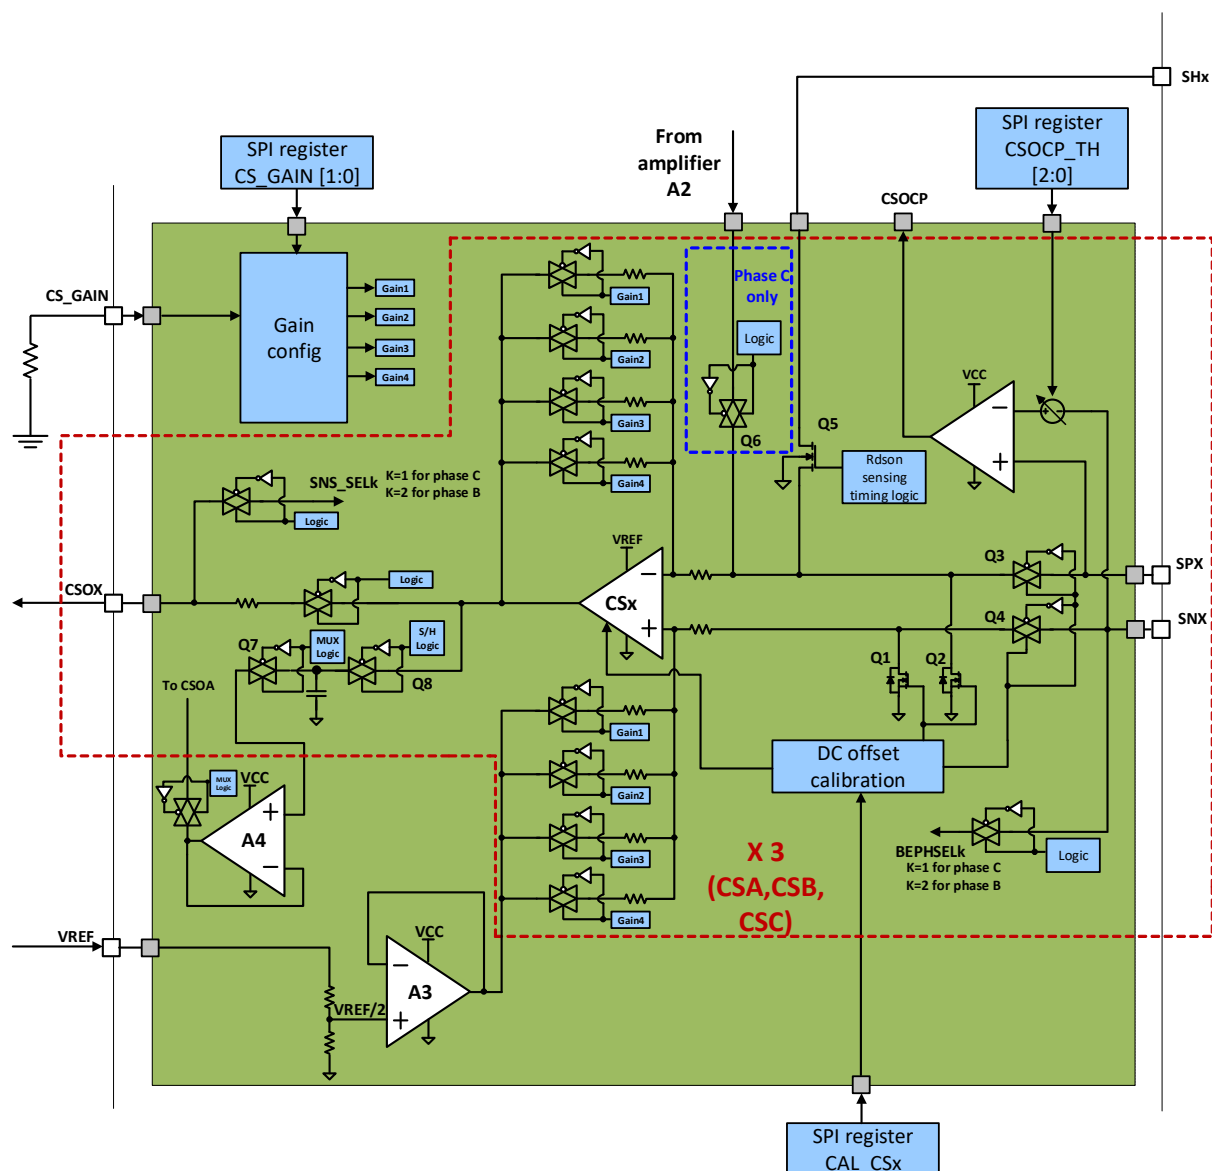 SHx
SPI register
CS_GAIN [1:0]
From
amplifier
A2
SPI register
CSOCP_TH
[2:0]
CSOCP
CS_GAIN
Gain
config
Gain1
Gain2
Gain3
Gain4
Gain1
Gain2
Gain3
Gain4
Phase C
only
Logic
Q6
Q5
Rdson
sensing
timing logic
VCC
SNS_SELk
K=1 for phase C
K=2 for phase B
Logic
CSOX
Logic
VREF
CSx
Q3
SPX
Q4
SNX
Q1
Q2
Q7
MUX
Logic
S/H
Logic
Q8
To CSOA
MUX
Logic
VCC
A4
Gain1
Gain2
Gain3
Gain4
DC offset
calibration
BEPHSELk
K=1 for phase C
K=2 for phase B
Logic
X 3
(CSA,CSB,
CSC)
VREF
VREF/2
VCC
A3
SPI register
CAL_CSx